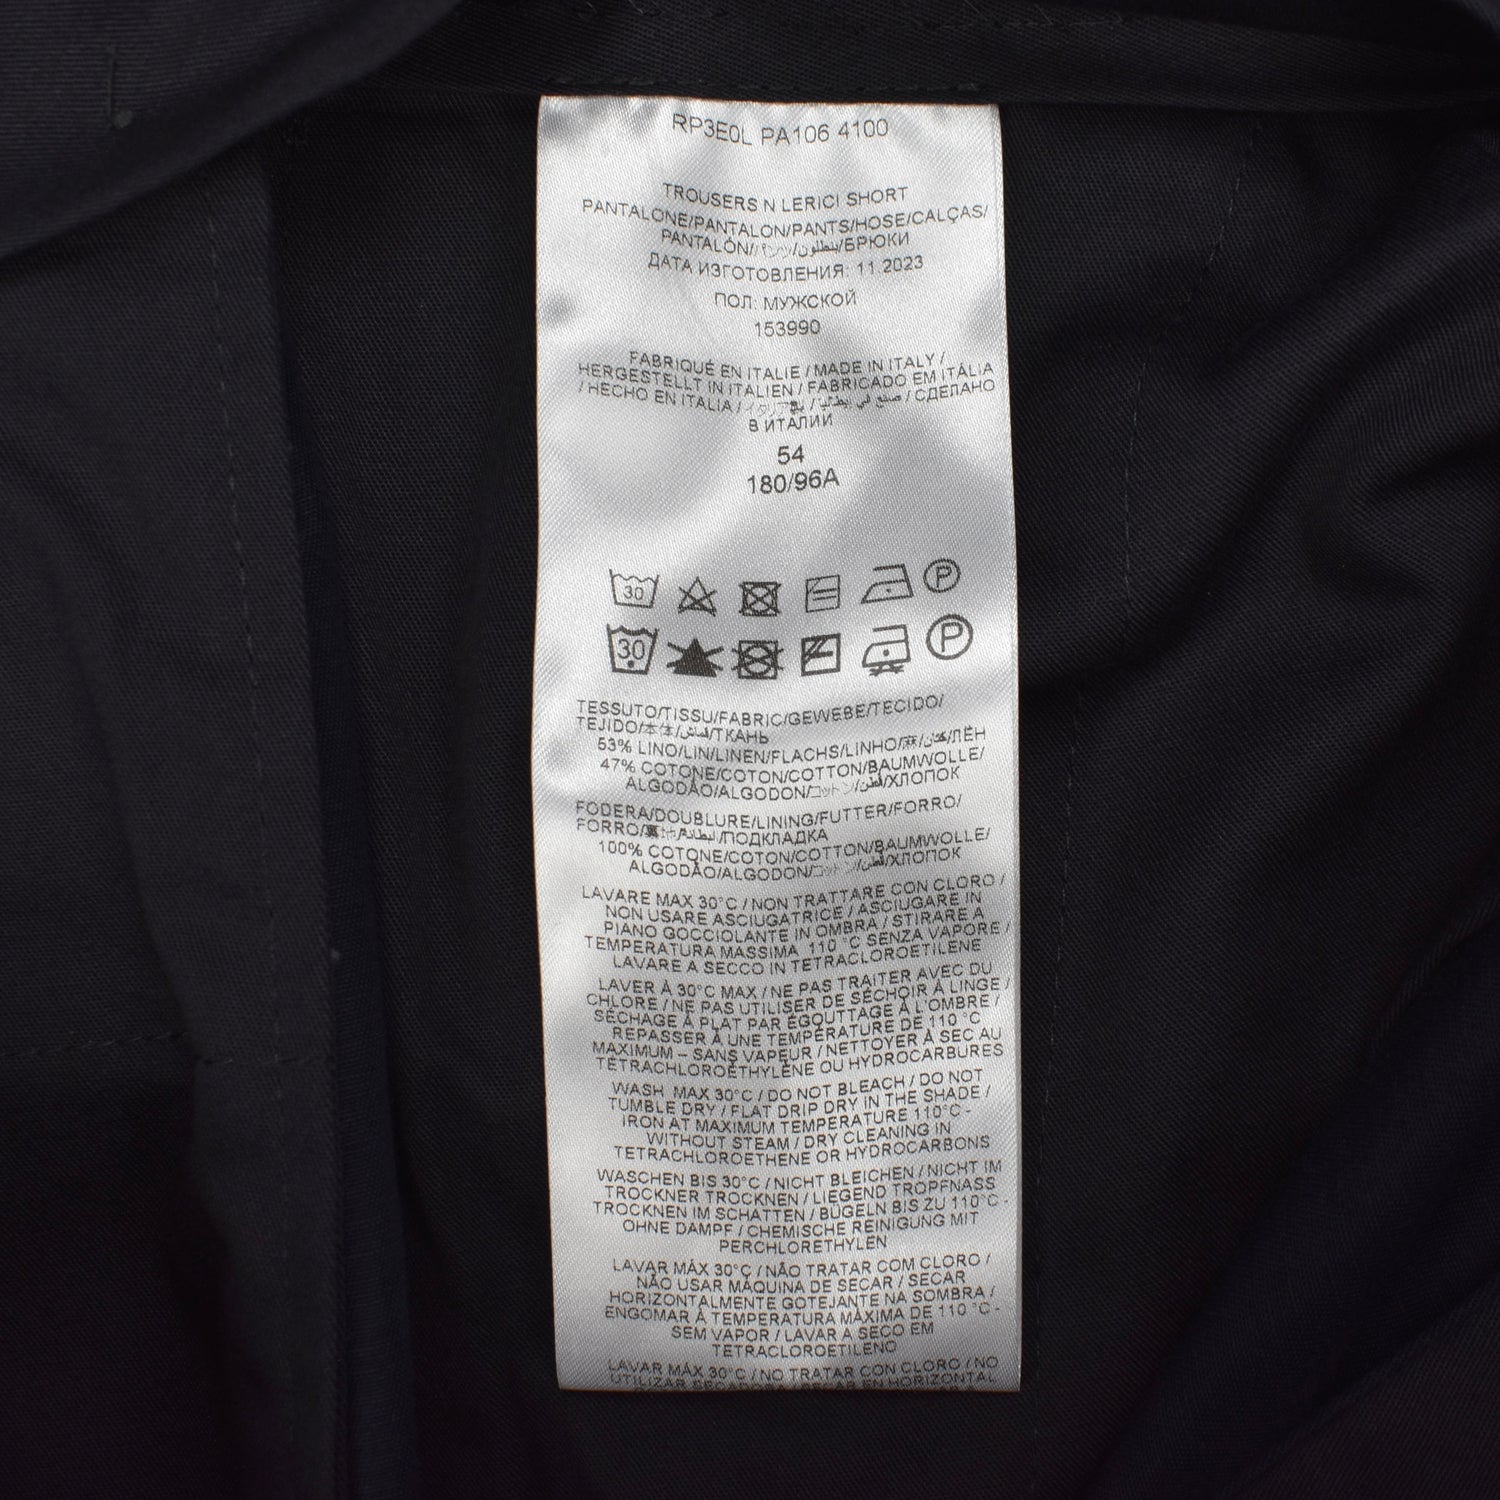 RP3E0L PA106 4100
TROUSERS N LERICI SHORT
PANTALONE/PANTALON/PANTS/HOSE/CALÇAS/
PANTALÓN/بنطلون/БРЮКИ
ДАТА ИЗГОТОВЛЕНИЯ: 11.2023
ПОЛ: МУЖСКОЙ
153990
FABRIQUÉ EN ITALIE / MADE IN ITALY /
HERGESTELLT IN ITALIEN / FABRICADO EM ITÁLIA
/ HECHO EN ITALIA / イタリア製 / صنع في إيطاليا / СДЕЛАНО
В ИТАЛИИ
54
180/96A
30 P
30 P
TESSUTO/TISSU/FABRIC/GEWEBE/TECIDO/
TEJIDO/本体/قماش/ТКАНЬ
53% LINO/LIN/LINEN/FLACHS/LINHO/麻/كتان/ЛЁН
47% COTONE/COTON/COTTON/BAUMWOLLE/
ALGODÃO/ALGODON/コットン/قطن/ХЛОПОК
FODERA/DOUBLURE/LINING/FUTTER/FORRO/
FORRO/裏地/البطانة/ПОДКЛАДКА
100% COTONE/COTON/COTTON/BAUMWOLLE/
ALGODÃO/ALGODON/コットン/قطن/ХЛОПОК
LAVARE MAX 30°C / NON TRATTARE CON CLORO /
NON USARE ASCIUGATRICE / ASCIUGARE IN
PIANO GOCCIOLANTE IN OMBRA / STIRARE A
TEMPERATURA MASSIMA 110 °C SENZA VAPORE /
LAVARE A SECCO IN TETRACLOROETILENE
LAVER À 30°C MAX / NE PAS TRAITER AVEC DU
CHLORE / NE PAS UTILISER DE SÉCHOIR À LINGE /
SÉCHAGE À PLAT PAR ÉGOUTTAGE À L'OMBRE /
REPASSER À UNE TEMPÉRATURE DE 110 °C
MAXIMUM – SANS VAPEUR / NETTOYER À SEC AU
TÉTRACHLOROÉTHYLÈNE OU HYDROCARBURES
WASH MAX 30°C / DO NOT BLEACH / DO NOT
TUMBLE DRY / FLAT DRIP DRY IN THE SHADE /
IRON AT MAXIMUM TEMPERATURE 110°C -
WITHOUT STEAM / DRY CLEANING IN
TETRACHLOROETHENE OR HYDROCARBONS
WASCHEN BIS 30°C / NICHT BLEICHEN / NICHT IM
TROCKNER TROCKNEN / LIEGEND TROPFNASS
TROCKNEN IM SCHATTEN / BÜGELN BIS ZU 110°C -
OHNE DAMPF / CHEMISCHE REINIGUNG MIT
PERCHLORETHYLEN
LAVAR MÁX 30°C / NÃO TRATAR COM CLORO /
NÃO USAR MÁQUINA DE SECAR / SECAR
HORIZONTALMENTE GOTEJANTE NA SOMBRA /
ENGOMAR À TEMPERATURA MÁXIMA DE 110 °C -
SEM VAPOR / LAVAR A SECO EM
TETRACLOROETILENO
LAVAR MÁX 30°C / NO TRATAR CON CLORO / NO
UTILIZAR SECADORA / SECAR EN HORIZONTAL